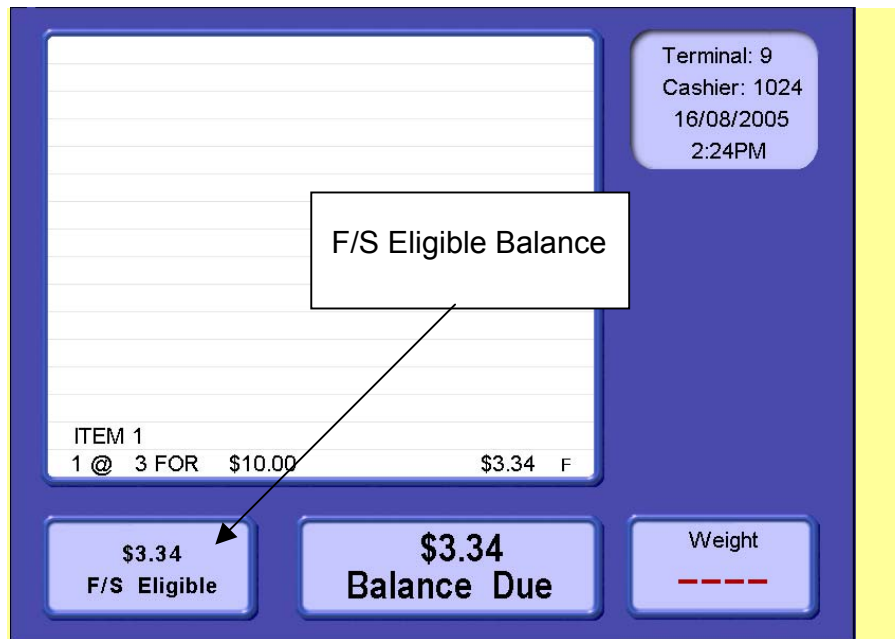 Terminal: 9
Cashier: 1024
16/08/2005
2:24PM
F/S Eligible Balance
ITEM 1
1 @ 3 FOR $10.00 $3.34 F
$3.34
F/S Eligible
$3.34
Balance Due
Weight
----